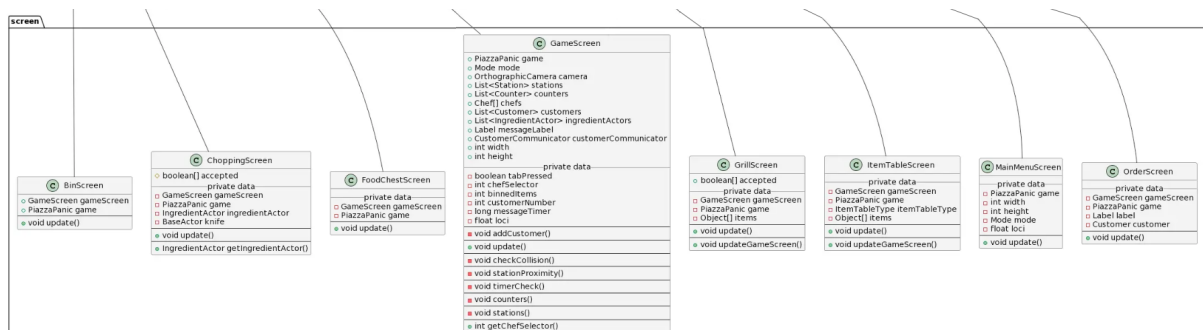 screen
C BinScreen
GameScreen gameScreen
PiazzaPanic game
void update()
C ChoppingScreen
boolean[] accepted
private data
GameScreen gameScreen
PiazzaPanic game
IngredientActor ingredientActor
BaseActor knife
void update()
IngredientActor getIngredientActor()
C FoodChestScreen
private data
GameScreen gameScreen
PiazzaPanic game
void update()
C GameScreen
PiazzaPanic game
Mode mode
OrthographicCamera camera
List<Station> stations
List<Counter> counters
Chef[] chefs
List<Customer> customers
List<IngredientActor> ingredientActors
Label messageLabel
CustomerCommunicator customerCommunicator
int width
int height
private data
boolean tabPressed
int chefSelector
int binnedItems
int customerNumber
long messageTimer
float loci
void addCustomer()
void update()
void checkCollision()
void stationProximity()
void timerCheck()
void counters()
void stations()
int getChefSelector()
C GrillScreen
boolean[] accepted
private data
GameScreen gameScreen
PiazzaPanic game
Object[] items
void update()
void updateGameScreen()
C ItemTableScreen
private data
GameScreen gameScreen
PiazzaPanic game
ItemTableType itemTableType
Object[] items
void update()
void updateGameScreen()
C MainMenuScreen
private data
PiazzaPanic game
int width
int height
Mode mode
float loci
void update()
C OrderScreen
private data
GameScreen gameScreen
PiazzaPanic game
Label label
Customer customer
void update()